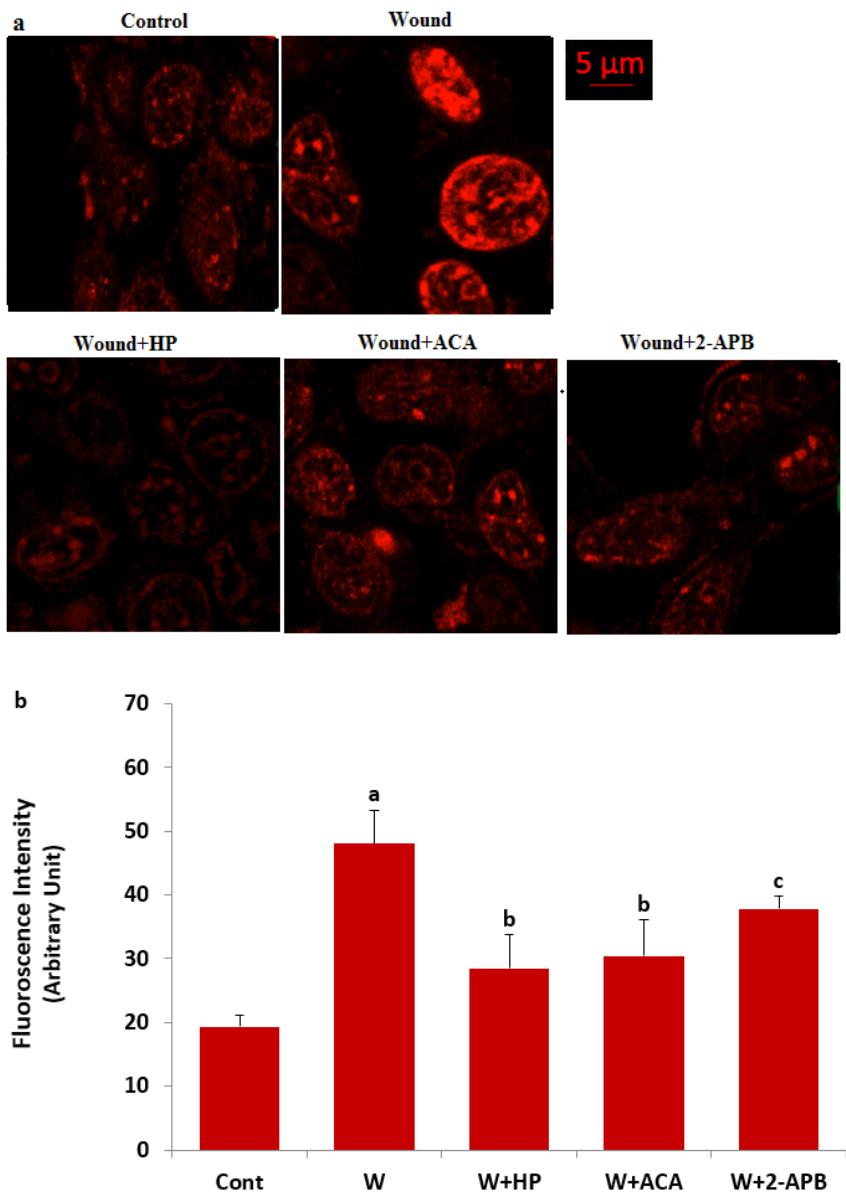 a
Control
Wound
5 μm
Wound+HP
Wound+ACA
Wound+2-APB
b
Fluoroscence Intensity
(Arbitrary Unit)
70
60
50
40
30
20
10
0
a
b
b
c
Cont
W
W+HP
W+ACA
W+2-APB